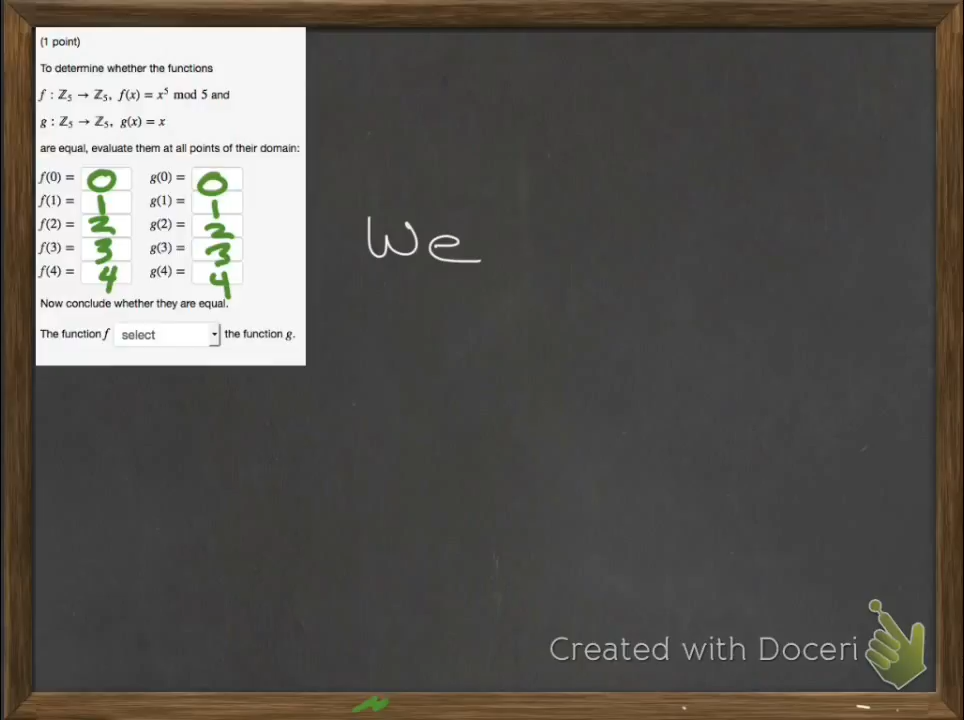 (1 point)
To determine whether the functions
f : ℤ₅ → ℤ₅, f(x) = x⁵ mod 5 and
g : ℤ₅ → ℤ₅, g(x) = x
are equal, evaluate them at all points of their domain:
f(0) = 0 g(0) = 0
f(1) = 1 g(1) = 1
f(2) = 2 g(2) = 2
f(3) = 3 g(3) = 3
f(4) = 4 g(4) = 4
Now conclude whether they are equal.
The function f select the function g.
We
Created with Doceri